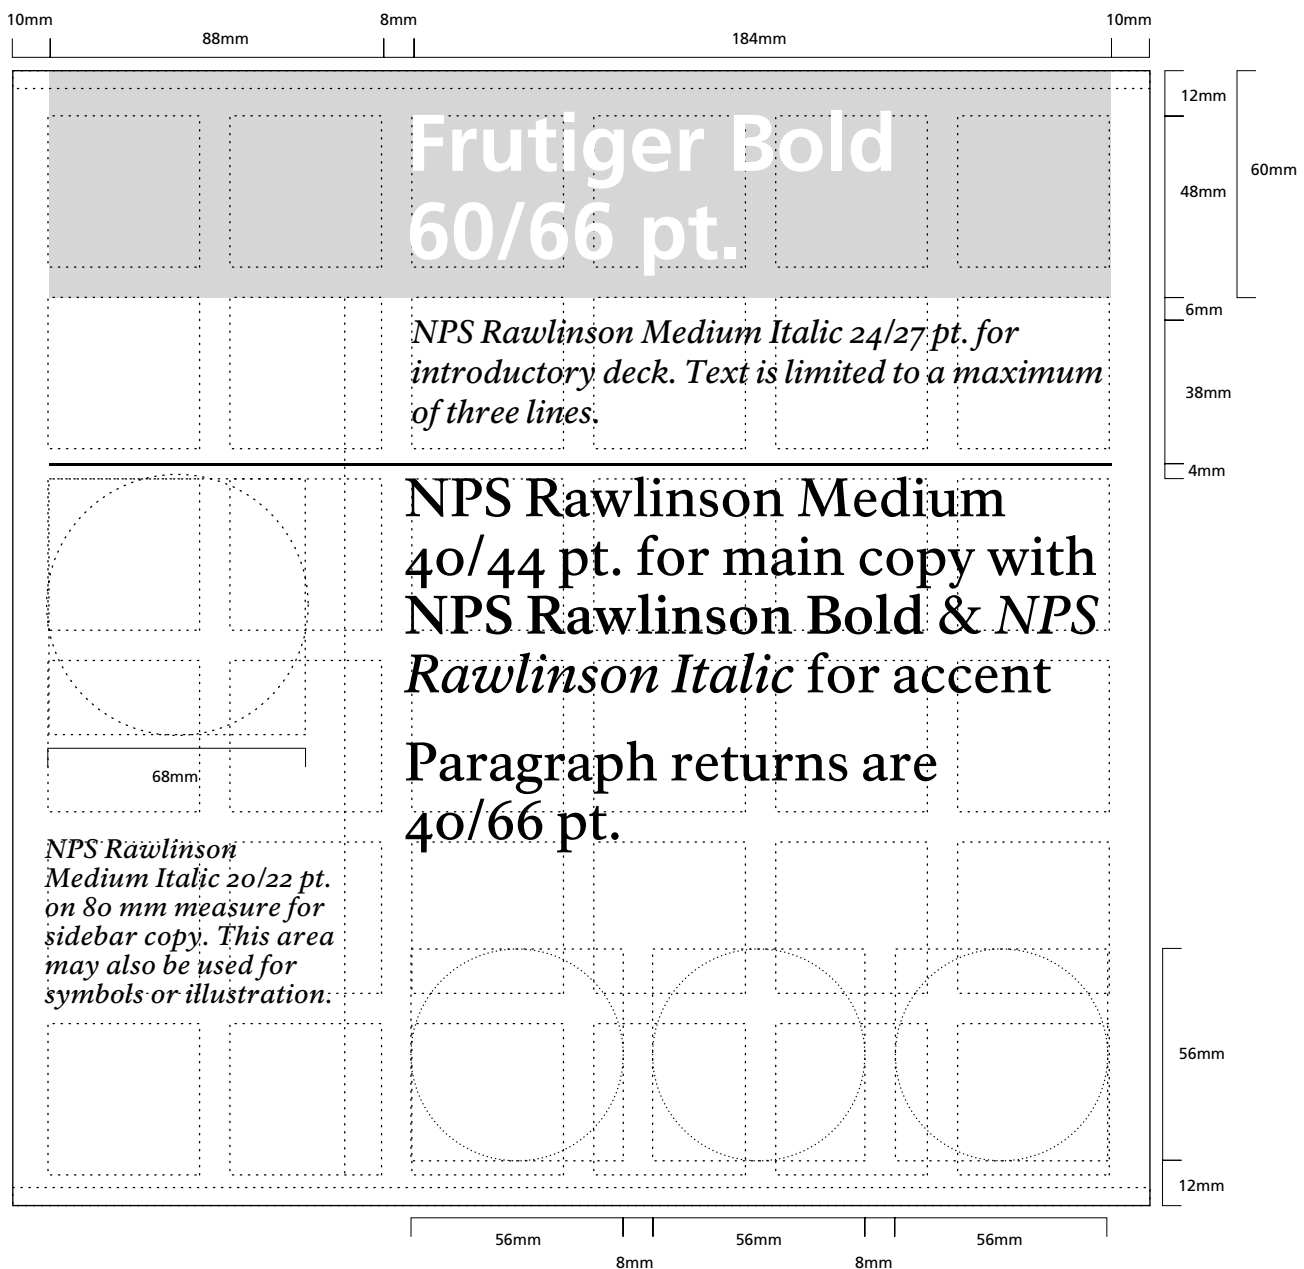 10mm
8mm
10mm
88mm
184mm
12mm
Frutiger Bold
60mm
48mm
60/66 pt.
6mm
NPS Rawlinson Medium Italic 24/27 pt. for
introductory deck. Text is limited to a maximum
38mm
of three lines.
4mm
NPS Rawlinson Medium
40/44 pt. for main copy with
NPS Rawlinson Bold & NPS
Rawlinson Italic for accent
Paragraph returns are
40/66 pt.
68mm
NPS Rawlinson
Medium Italic 20/22 pt.
on 80 mm measure for
sidebar copy. This area
may also be used for
symbols or illustration.
56mm
12mm
56mm
56mm
56mm
8mm
8mm